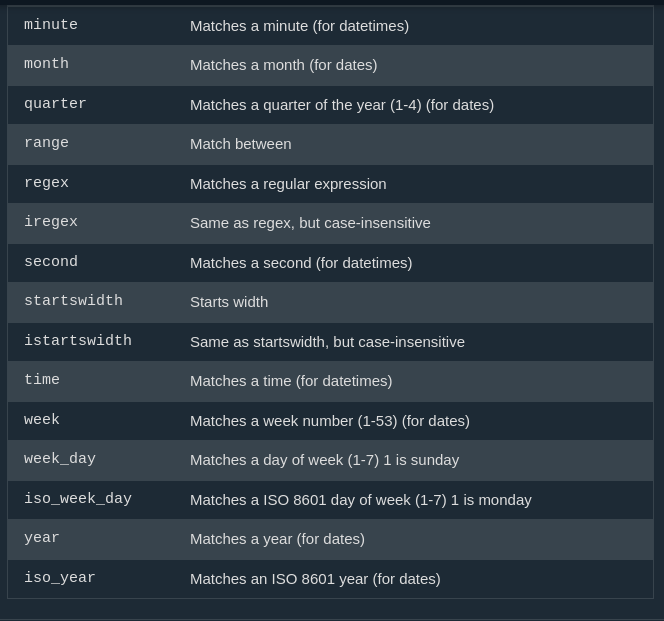 minute Matches a minute (for datetimes)
month Matches a month (for dates)
quarter Matches a quarter of the year (1-4) (for dates)
range Match between
regex Matches a regular expression
iregex Same as regex, but case-insensitive
second Matches a second (for datetimes)
startswidth Starts width
istartswidth Same as startswidth, but case-insensitive
time Matches a time (for datetimes)
week Matches a week number (1-53) (for dates)
week_day Matches a day of week (1-7) 1 is sunday
iso_week_day Matches a ISO 8601 day of week (1-7) 1 is monday
year Matches a year (for dates)
iso_year Matches an ISO 8601 year (for dates)